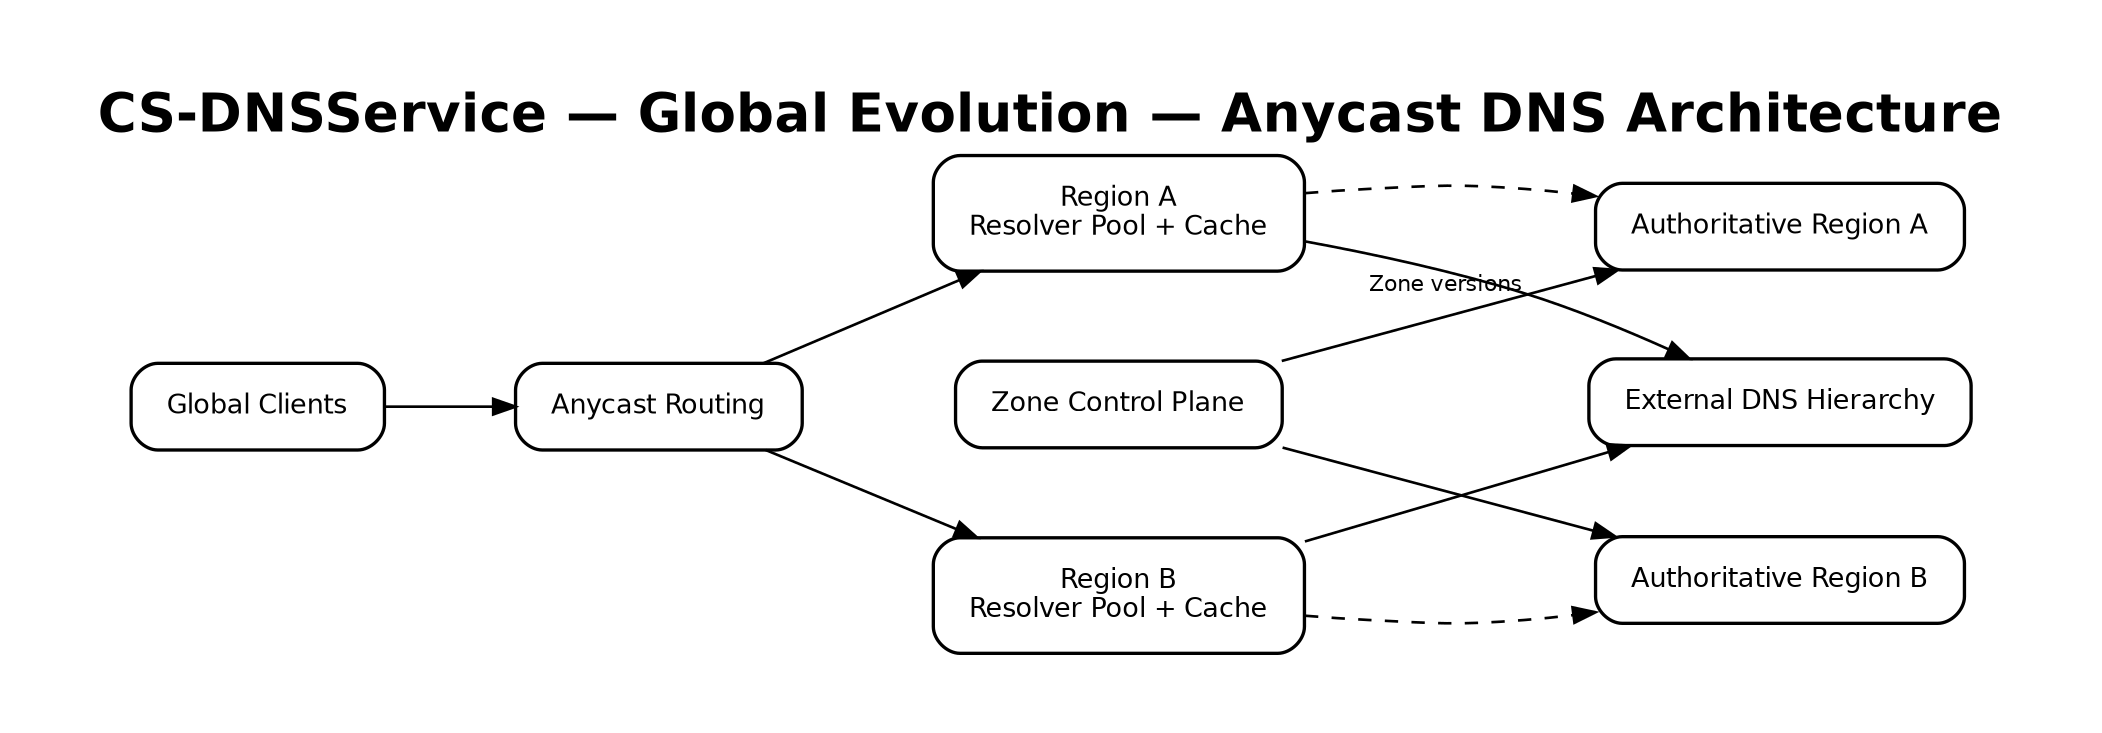 CS-DNSService — Global Evolution — Anycast DNS Architecture
Region A
Resolver Pool + Cache
Authoritative Region A
Zone versions
Global Clients
Anycast Routing
Zone Control Plane
External DNS Hierarchy
Region B
Resolver Pool + Cache
Authoritative Region B